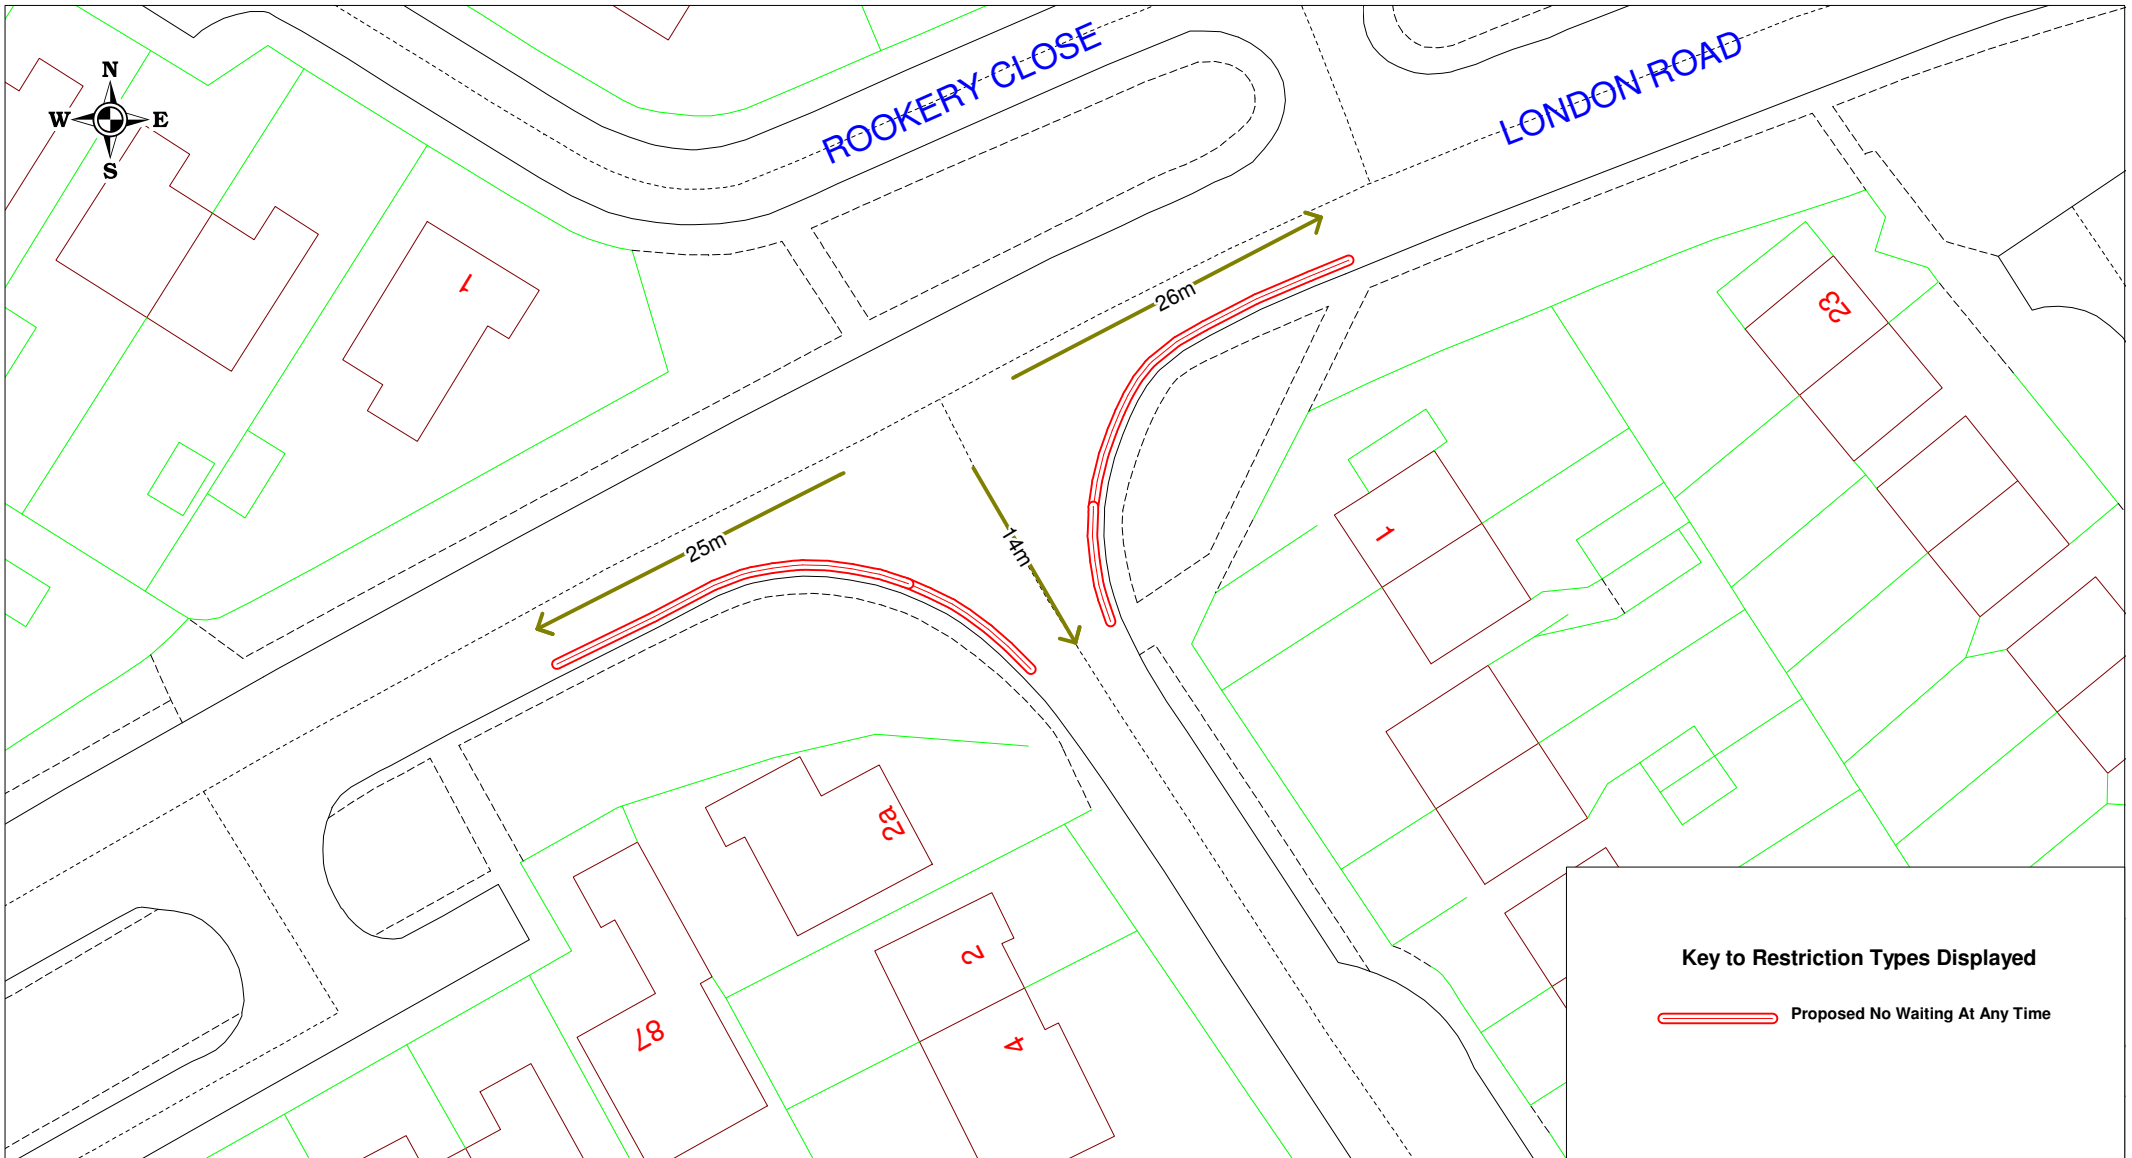 N
W E
S
ROOKERY CLOSE
LONDON ROAD
1
26m
23
25m
14m
1
2a
2
87
4
Key to Restriction Types Displayed
Proposed No Waiting At Any Time